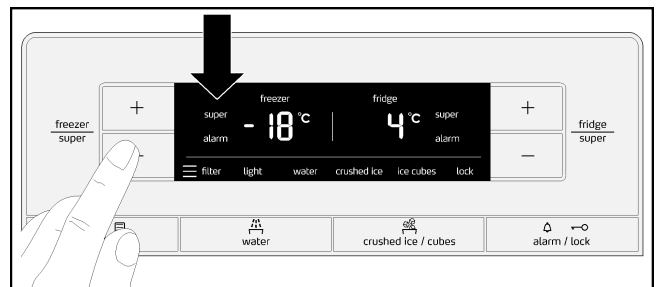 freezer
super
+
-
super
alarm
freezer
- 18 °C
fridge
4 °C
super
alarm
filter light water crushed ice ice cubes lock
+
-
fridge
super
water
crushed ice / cubes
alarm / lock